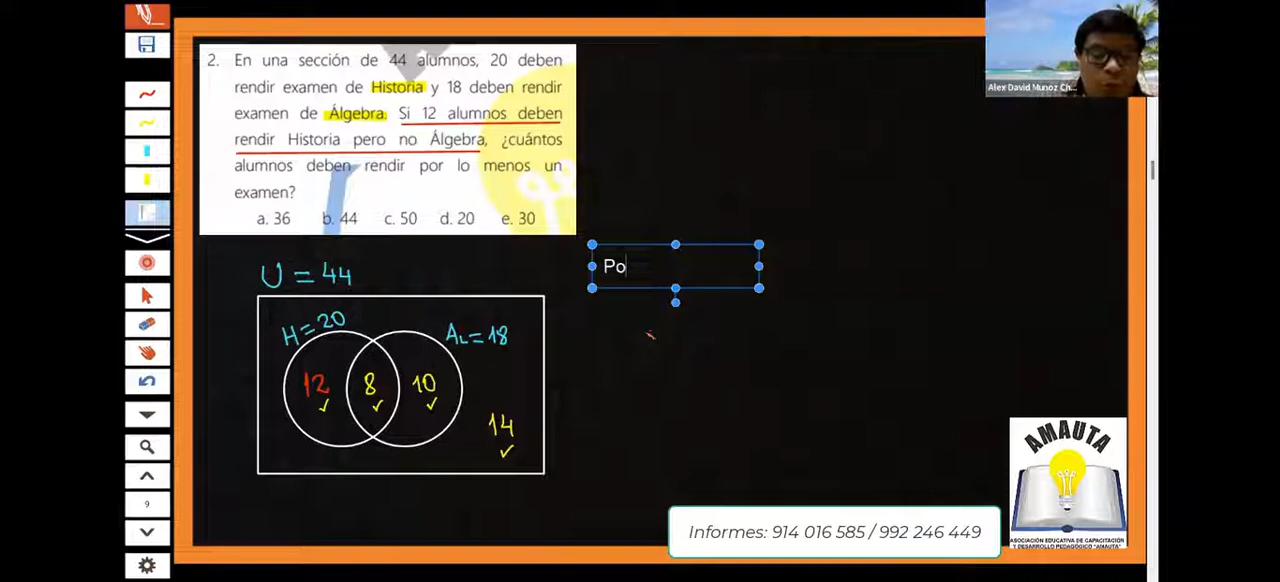 2. En una sección de 44 alumnos, 20 deben
rendir examen de Historia y 18 deben rendir
examen de Álgebra. Si 12 alumnos deben
rendir Historia pero no Álgebra, ¿cuántos
alumnos deben rendir por lo menos un
examen?
a. 36 b. 44 c. 50 d. 20 e. 30
Alex David Munoz Ch...
Po
U = 44
H = 20
AL = 18
12 8 10
14
9
AMAUTA
ASOCIACIÓN EDUCATIVA DE CAPACITACIÓN
Y DESARROLLO PEDAGÓGICO "AMAUTA"
Informes: 914 016 585 / 992 246 449